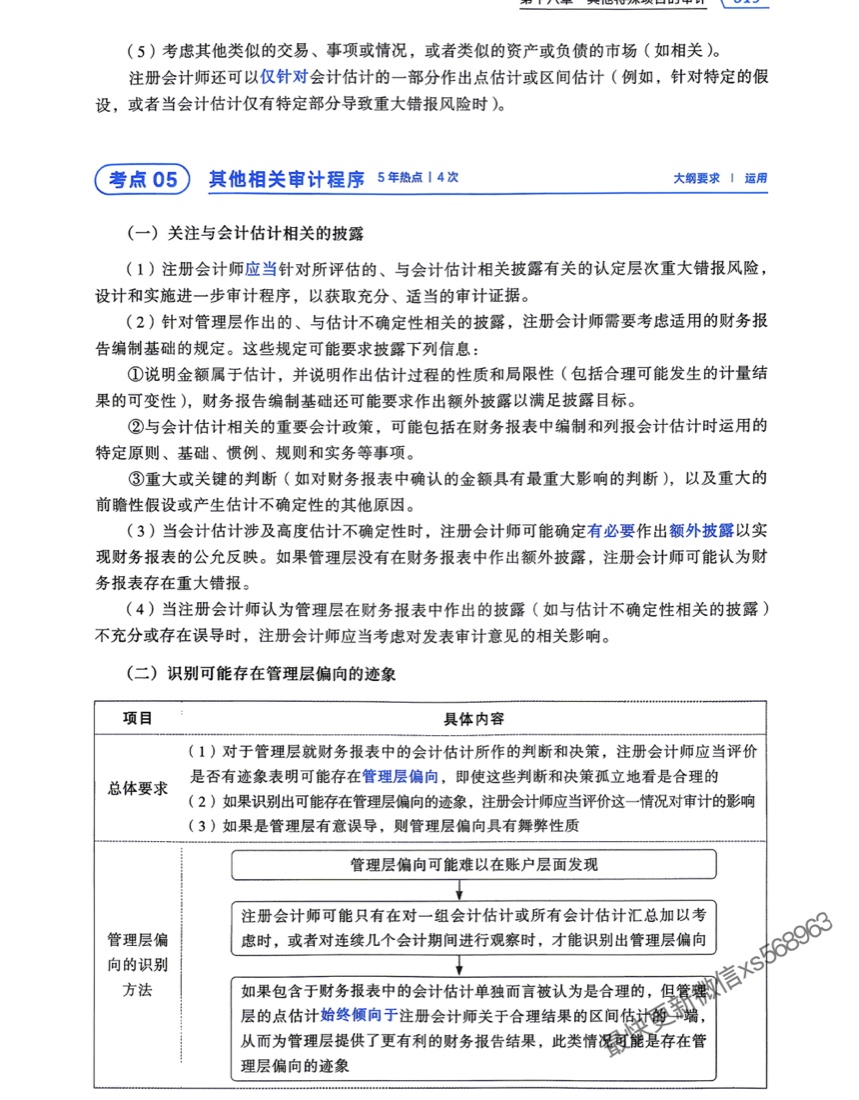 （5）考虑其他类似的交易、事项或情况，或者类似的资产或负债的市场（如相关）。
注册会计师还可以仅针对会计估计的一部分作出点估计或区间估计（例如，针对特定的假
设，或者当会计估计仅有特定部分导致重大错报风险时）。
考点 05 其他相关审计程序 5年热点 | 4次 大纲要求 | 运用
（一）关注与会计估计相关的披露
（1）注册会计师应当针对所评估的、与会计估计相关披露有关的认定层次重大错报风险，
设计和实施进一步审计程序，以获取充分、适当的审计证据。
（2）针对管理层作出的、与估计不确定性相关的披露，注册会计师需要考虑适用的财务报
告编制基础的规定。这些规定可能要求披露下列信息：
①说明金额属于估计，并说明作出估计过程的性质和局限性（包括合理可能发生的计量结
果的可变性），财务报告编制基础还可能要求作出额外披露以满足披露目标。
②与会计估计相关的重要会计政策，可能包括在财务报表中编制和列报会计估计时运用的
特定原则、基础、惯例、规则和实务等事项。
③重大或关键的判断（如对财务报表中确认的金额具有最重大影响的判断），以及重大的
前瞻性假设或产生估计不确定性的其他原因。
（3）当会计估计涉及高度估计不确定性时，注册会计师可能确定有必要作出额外披露以实
现财务报表的公允反映。如果管理层没有在财务报表中作出额外披露，注册会计师可能认为财
务报表存在重大错报。
（4）当注册会计师认为管理层在财务报表中作出的披露（如与估计不确定性相关的披露）
不充分或存在误导时，注册会计师应当考虑对发表审计意见的相关影响。
（二）识别可能存在管理层偏向的迹象
项目 具体内容
总体要求
（1）对于管理层就财务报表中的会计估计所作的判断和决策，注册会计师应当评价
是否有迹象表明可能存在管理层偏向，即使这些判断和决策孤立地看是合理的
（2）如果识别出可能存在管理层偏向的迹象，注册会计师应当评价这一情况对审计的影响
（3）如果是管理层有意误导，则管理层偏向具有舞弊性质
管理层偏
向的识别
方法
管理层偏向可能难以在账户层面发现
注册会计师可能只有在对一组会计估计或所有会计估计汇总加以考
虑时，或者对连续几个会计期间进行观察时，才能识别出管理层偏向
如果包含于财务报表中的会计估计单独而言被认为是合理的，但管理
层的点估计始终倾向于注册会计师关于合理结果的区间估计的一端，
从而为管理层提供了更有利的财务报告结果，此类情况可能是存在管
理层偏向的迹象
最快更新微信xs568963